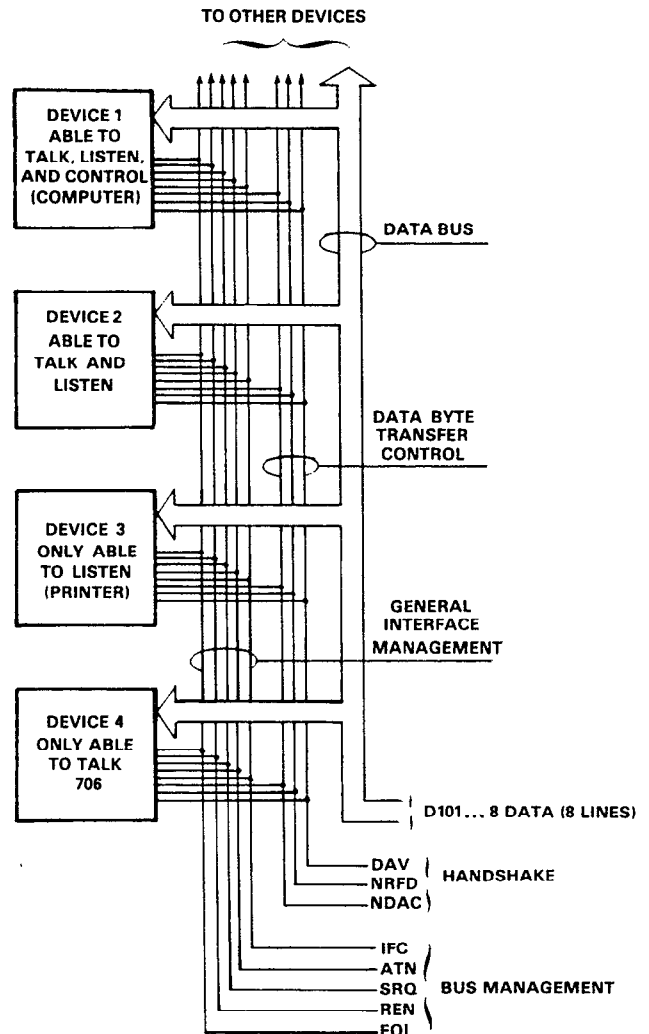 TO OTHER DEVICES
DEVICE 1
ABLE TO
TALK, LISTEN,
AND CONTROL
(COMPUTER)
DATA BUS
DEVICE 2
ABLE TO
TALK AND
LISTEN
DATA BYTE
TRANSFER
CONTROL
DEVICE 3
ONLY ABLE
TO LISTEN
(PRINTER)
GENERAL
INTERFACE
MANAGEMENT
DEVICE 4
ONLY ABLE
TO TALK
706
D101... 8 DATA (8 LINES)
DAV
NRFD
NDAC
HANDSHAKE
IFC
ATN
SRQ
REN
EOI
BUS MANAGEMENT